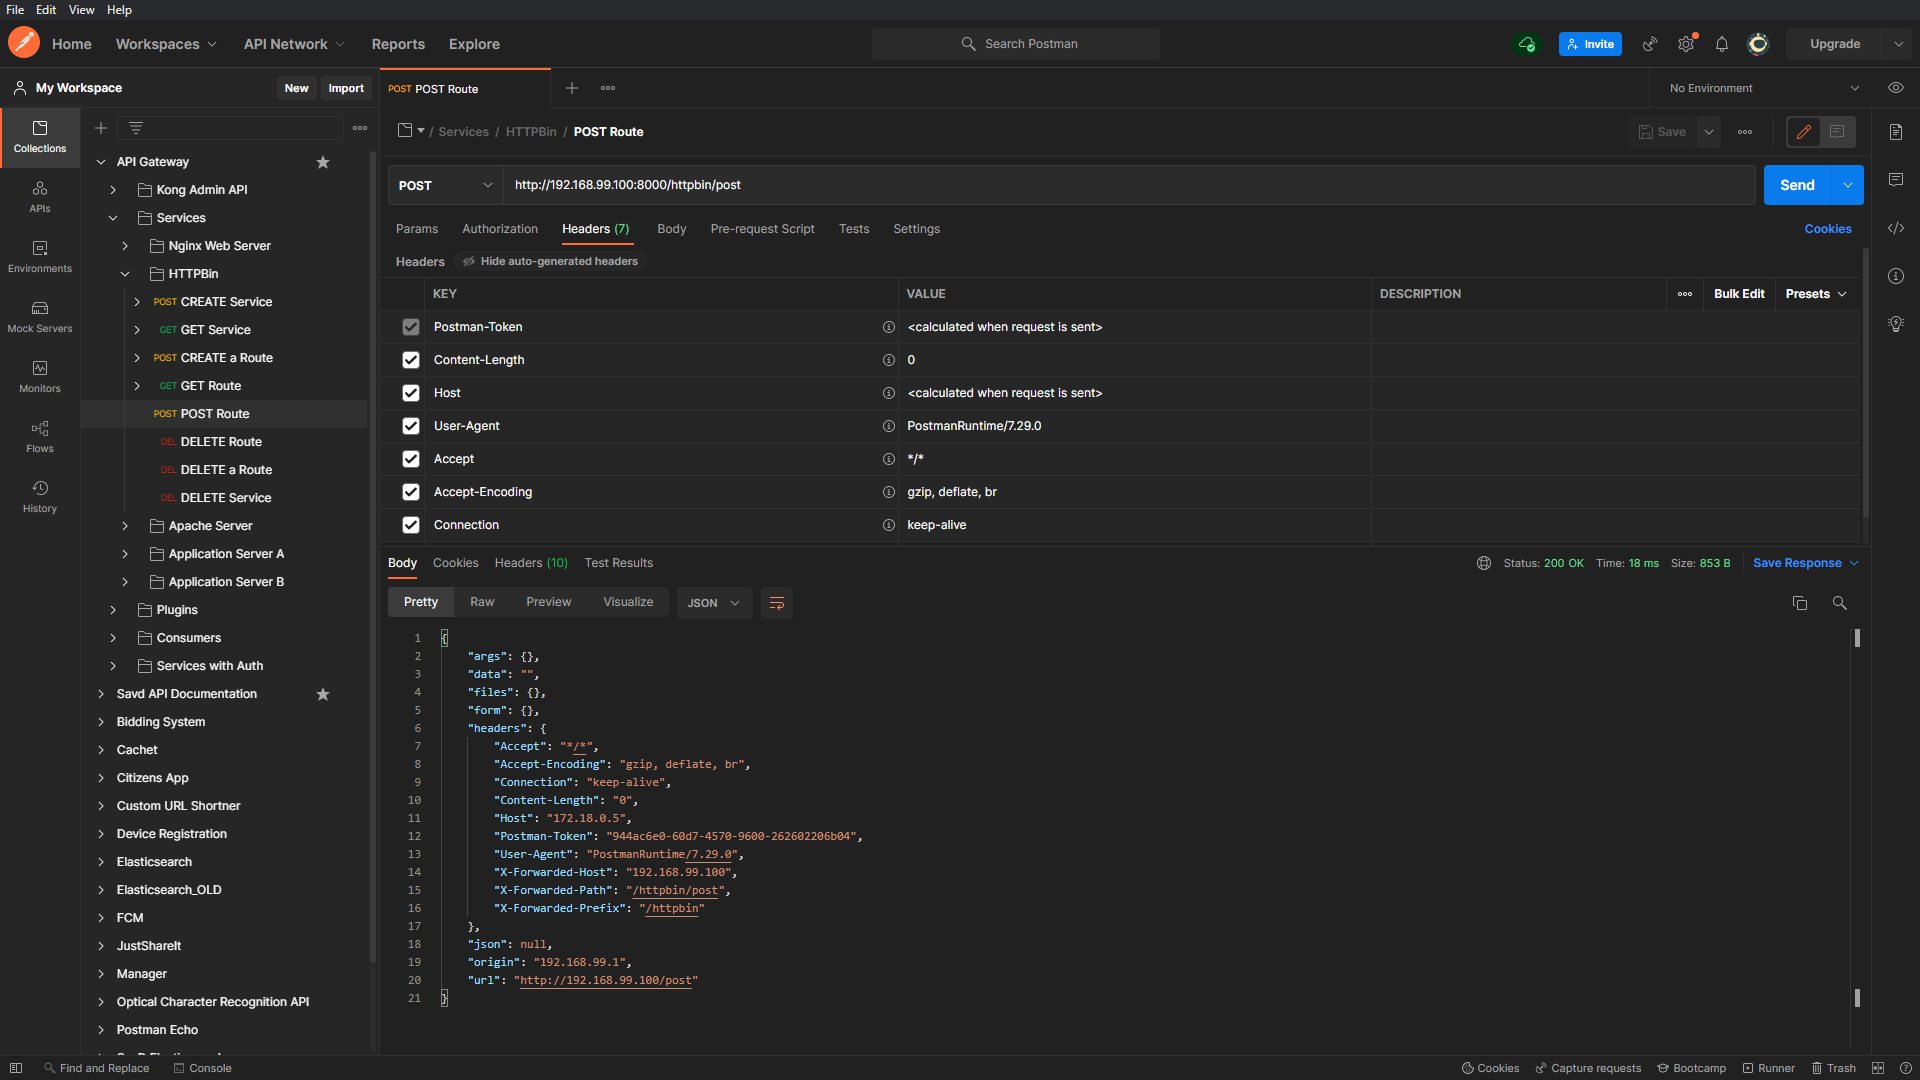 File Edit View Help
Home Workspaces API Network Reports Explore Search Postman Invite Upgrade
My Workspace New Import
POST POST Route
No Environment
Collections
APIs
Environments
Mock Servers
Monitors
Flows
History
API Gateway
Kong Admin API
Services
Nginx Web Server
HTTPBin
POST CREATE Service
GET GET Service
POST CREATE a Route
GET GET Route
POST POST Route
DEL DELETE Route
DEL DELETE a Route
DEL DELETE Service
Apache Server
Application Server A
Application Server B
Plugins
Consumers
Services with Auth
Savd API Documentation
Bidding System
Cachet
Citizens App
Custom URL Shortner
Device Registration
Elasticsearch
Elasticsearch_OLD
FCM
JustShareIt
Manager
Optical Character Recognition API
Postman Echo
/ Services / HTTPBin / POST Route Save
POST http://192.168.99.100:8000/httpbin/post Send
Params Authorization Headers (7) Body Pre-request Script Tests Settings Cookies
Headers Hide auto-generated headers
KEY VALUE DESCRIPTION Bulk Edit Presets
Postman-Token <calculated when request is sent>
Content-Length 0
Host <calculated when request is sent>
User-Agent PostmanRuntime/7.29.0
Accept */*
Accept-Encoding gzip, deflate, br
Connection keep-alive
Body Cookies Headers (10) Test Results Status: 200 OK Time: 18 ms Size: 853 B Save Response
Pretty Raw Preview Visualize JSON
1 {
2 "args": {},
3 "data": "",
4 "files": {},
5 "form": {},
6 "headers": {
7 "Accept": "*/*",
8 "Accept-Encoding": "gzip, deflate, br",
9 "Connection": "keep-alive",
10 "Content-Length": "0",
11 "Host": "172.18.0.5",
12 "Postman-Token": "944ac6e0-60d7-4570-9600-262602206b04",
13 "User-Agent": "PostmanRuntime/7.29.0",
14 "X-Forwarded-Host": "192.168.99.100",
15 "X-Forwarded-Path": "/httpbin/post",
16 "X-Forwarded-Prefix": "/httpbin"
17 },
18 "json": null,
19 "origin": "192.168.99.1",
20 "url": "http://192.168.99.100/post"
21 }
Find and Replace Console Cookies Capture requests Bootcamp Runner Trash